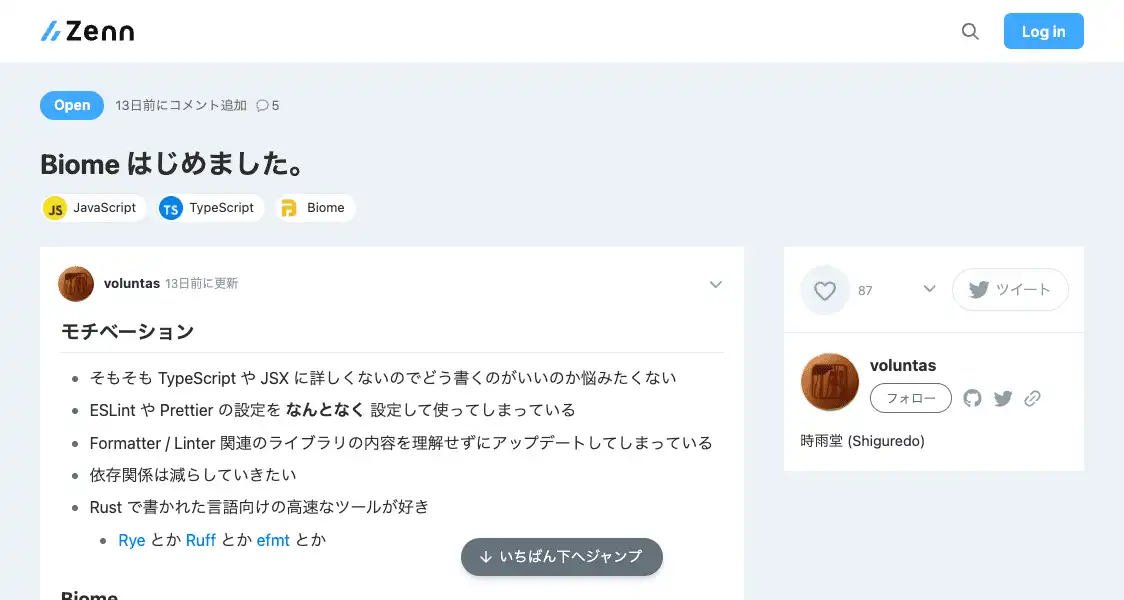 Zenn
Log in
Open 13日前にコメント追加 5
Biome はじめました。
JS JavaScript TS TypeScript Biome
voluntas 13日前に更新
モチベーション
そもそも TypeScript や JSX に詳しくないのでどう書くのがいいのか悩みたくない
ESLint や Prettier の設定を なんとなく 設定して使ってしまっている
Formatter / Linter 関連のライブラリの内容を理解せずにアップデートしてしまっている
依存関係は減らしていきたい
Rust で書かれた言語向けの高速なツールが好き
Rye とか Ruff とか efmt とか
↓ いちばん下へジャンプ
Biome
87 ツイート
voluntas
フォロー
時雨堂 (Shiguredo)